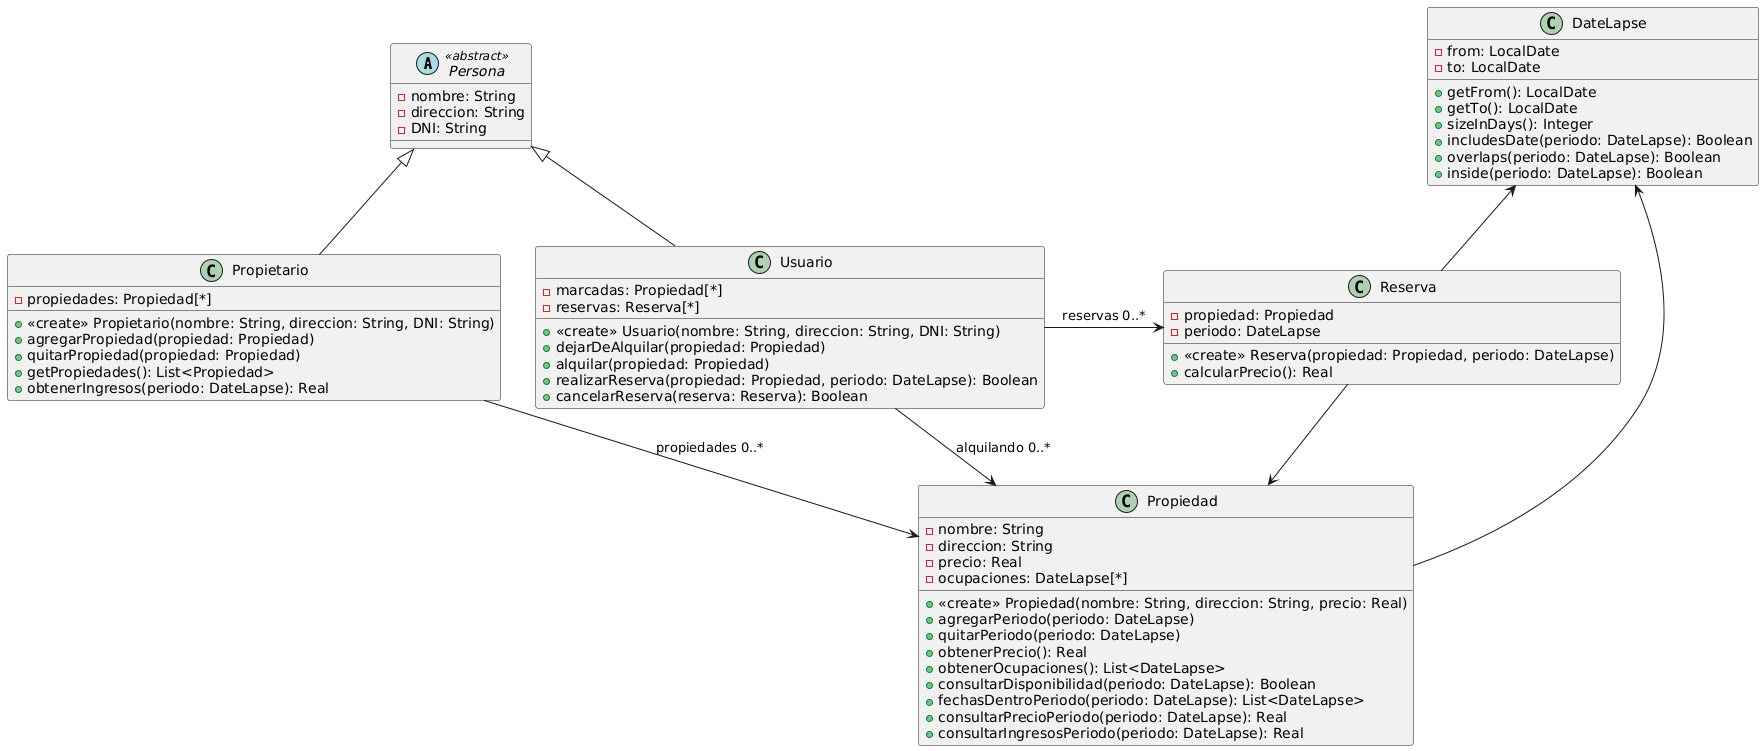 C DateLapse
from: LocalDate
to: LocalDate
getFrom(): LocalDate
getTo(): LocalDate
sizeInDays(): Integer
includesDate(periodo: DateLapse): Boolean
overlaps(periodo: DateLapse): Boolean
inside(periodo: DateLapse): Boolean
«abstract»
A Persona
nombre: String
direccion: String
DNI: String
C Propietario
propiedades: Propiedad[*]
«create» Propietario(nombre: String, direccion: String, DNI: String)
agregarPropiedad(propiedad: Propiedad)
quitarPropiedad(propiedad: Propiedad)
getPropiedades(): List<Propiedad>
obtenerIngresos(periodo: DateLapse): Real
C Usuario
marcadas: Propiedad[*]
reservas: Reserva[*]
«create» Usuario(nombre: String, direccion: String, DNI: String)
dejarDeAlquilar(propiedad: Propiedad)
alquilar(propiedad: Propiedad)
realizarReserva(propiedad: Propiedad, periodo: DateLapse): Boolean
cancelarReserva(reserva: Reserva): Boolean
reservas 0..*
C Reserva
propiedad: Propiedad
periodo: DateLapse
«create» Reserva(propiedad: Propiedad, periodo: DateLapse)
calcularPrecio(): Real
propiedades 0..*
alquilando 0..*
C Propiedad
nombre: String
direccion: String
precio: Real
ocupaciones: DateLapse[*]
«create» Propiedad(nombre: String, direccion: String, precio: Real)
agregarPeriodo(periodo: DateLapse)
quitarPeriodo(periodo: DateLapse)
obtenerPrecio(): Real
obtenerOcupaciones(): List<DateLapse>
consultarDisponibilidad(periodo: DateLapse): Boolean
fechasDentroPeriodo(periodo: DateLapse): List<DateLapse>
consultarPrecioPeriodo(periodo: DateLapse): Real
consultarIngresosPeriodo(periodo: DateLapse): Real